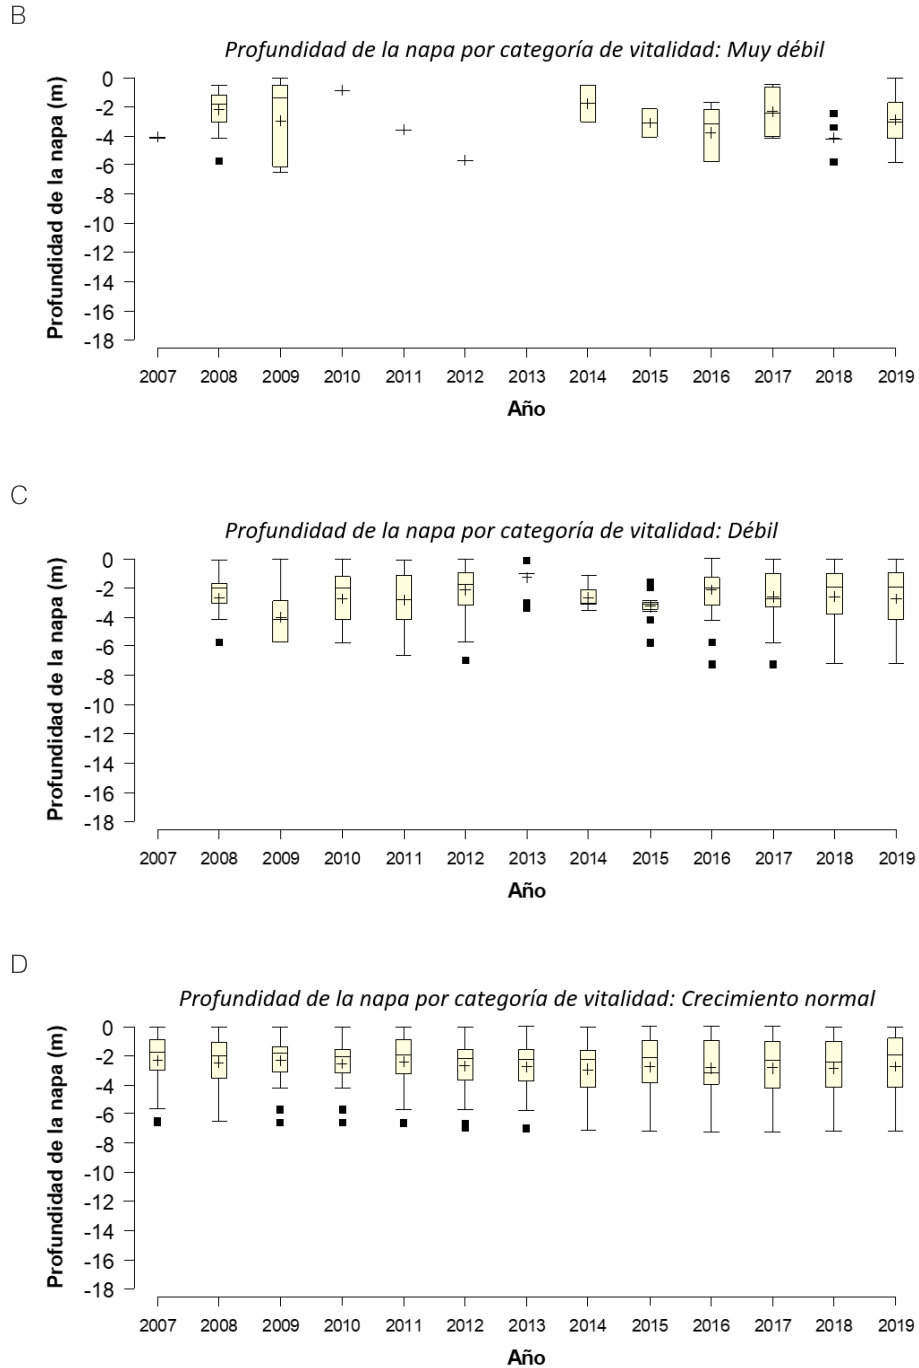 B
Profundidad de la napa por categoría de vitalidad: Muy débil
Profundidad de la napa (m)
0
-2
-4
-6
-8
-10
-12
-14
-16
-18
2007 2008 2009 2010 2011 2012 2013 2014 2015 2016 2017 2018 2019
Año
C
Profundidad de la napa por categoría de vitalidad: Débil
Profundidad de la napa (m)
0
-2
-4
-6
-8
-10
-12
-14
-16
-18
2007 2008 2009 2010 2011 2012 2013 2014 2015 2016 2017 2018 2019
Año
D
Profundidad de la napa por categoría de vitalidad: Crecimiento normal
Profundidad de la napa (m)
0
-2
-4
-6
-8
-10
-12
-14
-16
-18
2007 2008 2009 2010 2011 2012 2013 2014 2015 2016 2017 2018 2019
Año